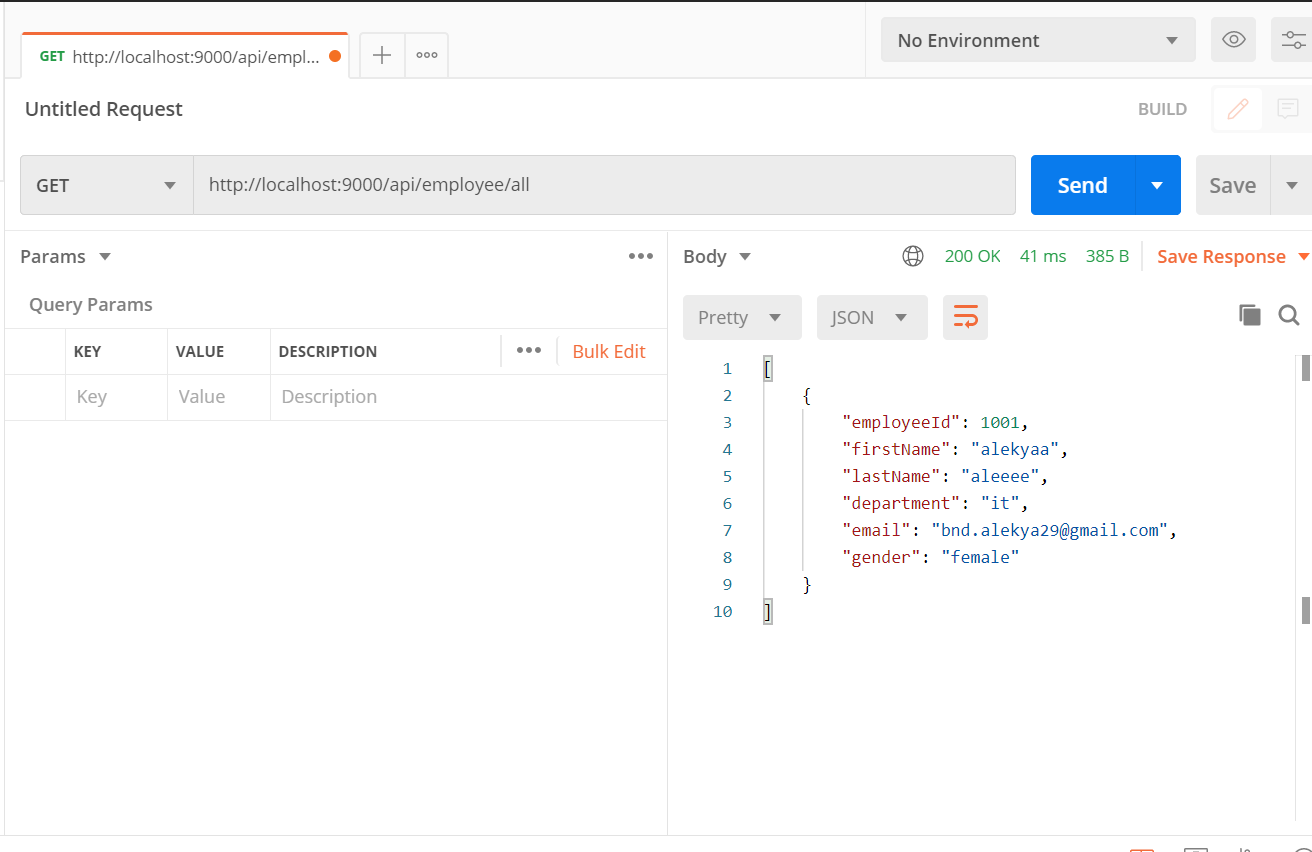 GET http://localhost:9000/api/empl...
No Environment
Untitled Request
BUILD
GET http://localhost:9000/api/employee/all Send Save
Params
Query Params
KEY VALUE DESCRIPTION Bulk Edit
Key Value Description
Body 200 OK 41 ms 385 B Save Response
Pretty JSON
1 [
2 {
3 "employeeId": 1001,
4 "firstName": "alekyaa",
5 "lastName": "aleeee",
6 "department": "it",
7 "email": "bnd.alekya29@gmail.com",
8 "gender": "female"
9 }
10 ]